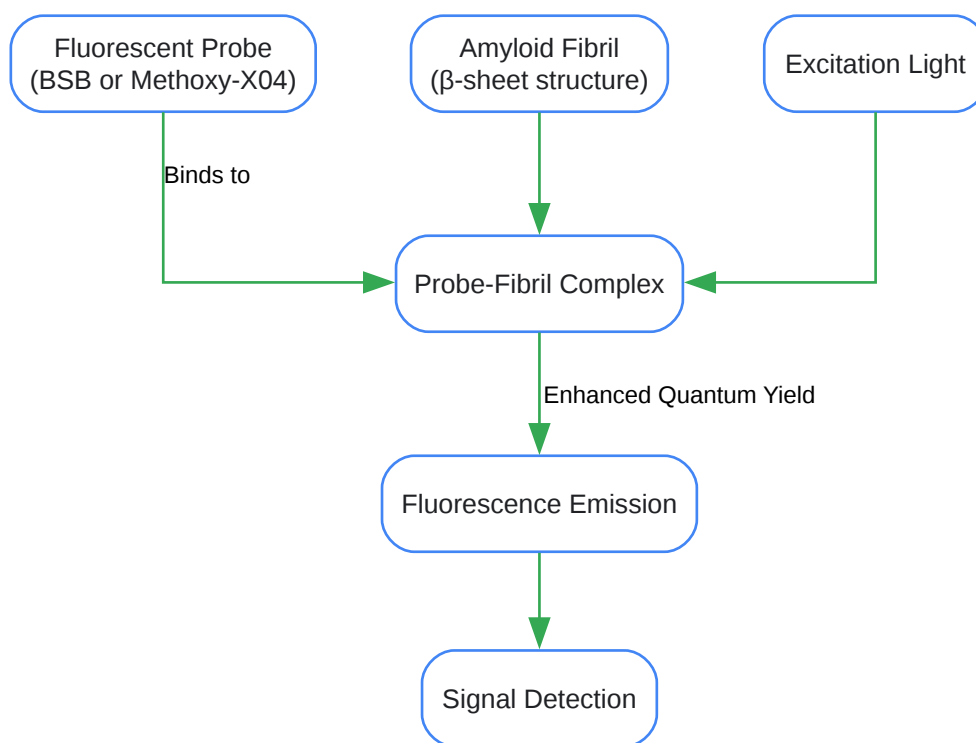 Fluorescent Probe
(BSB or Methoxy-X04)
Amyloid Fibril
(β-sheet structure)
Excitation Light
Binds to
Probe-Fibril Complex
Enhanced Quantum Yield
Fluorescence Emission
Signal Detection